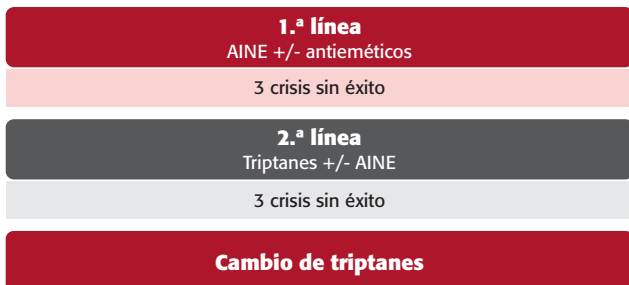 1.ª línea
AINE +/- antieméticos
3 crisis sin éxito
2.ª línea
Triptanes +/- AINE
3 crisis sin éxito
Cambio de triptanes